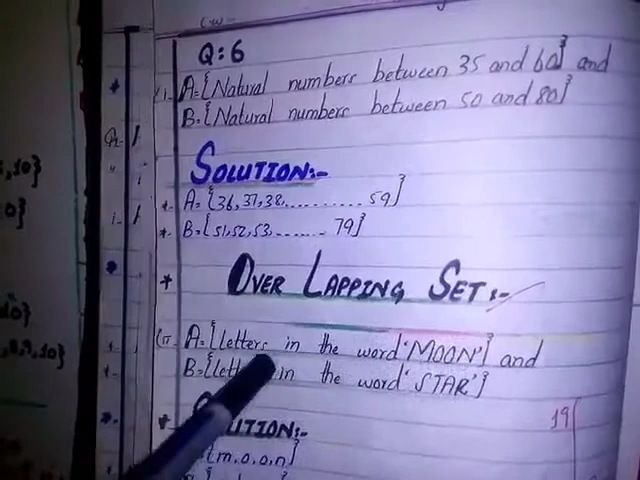 Q:6
(i- A={Natural numbers between 35 and 60} and
B={Natural numbers between 50 and 80}
SOLUTION:-
*- A={36,37,38,.......... 59}
*- B={51,52,53,....... 79}
* OVER LAPPING SET:-
(ii- A={letters in the word 'MOON'} and
B={ in the word 'STAR'}
19
{m,o,o,n}